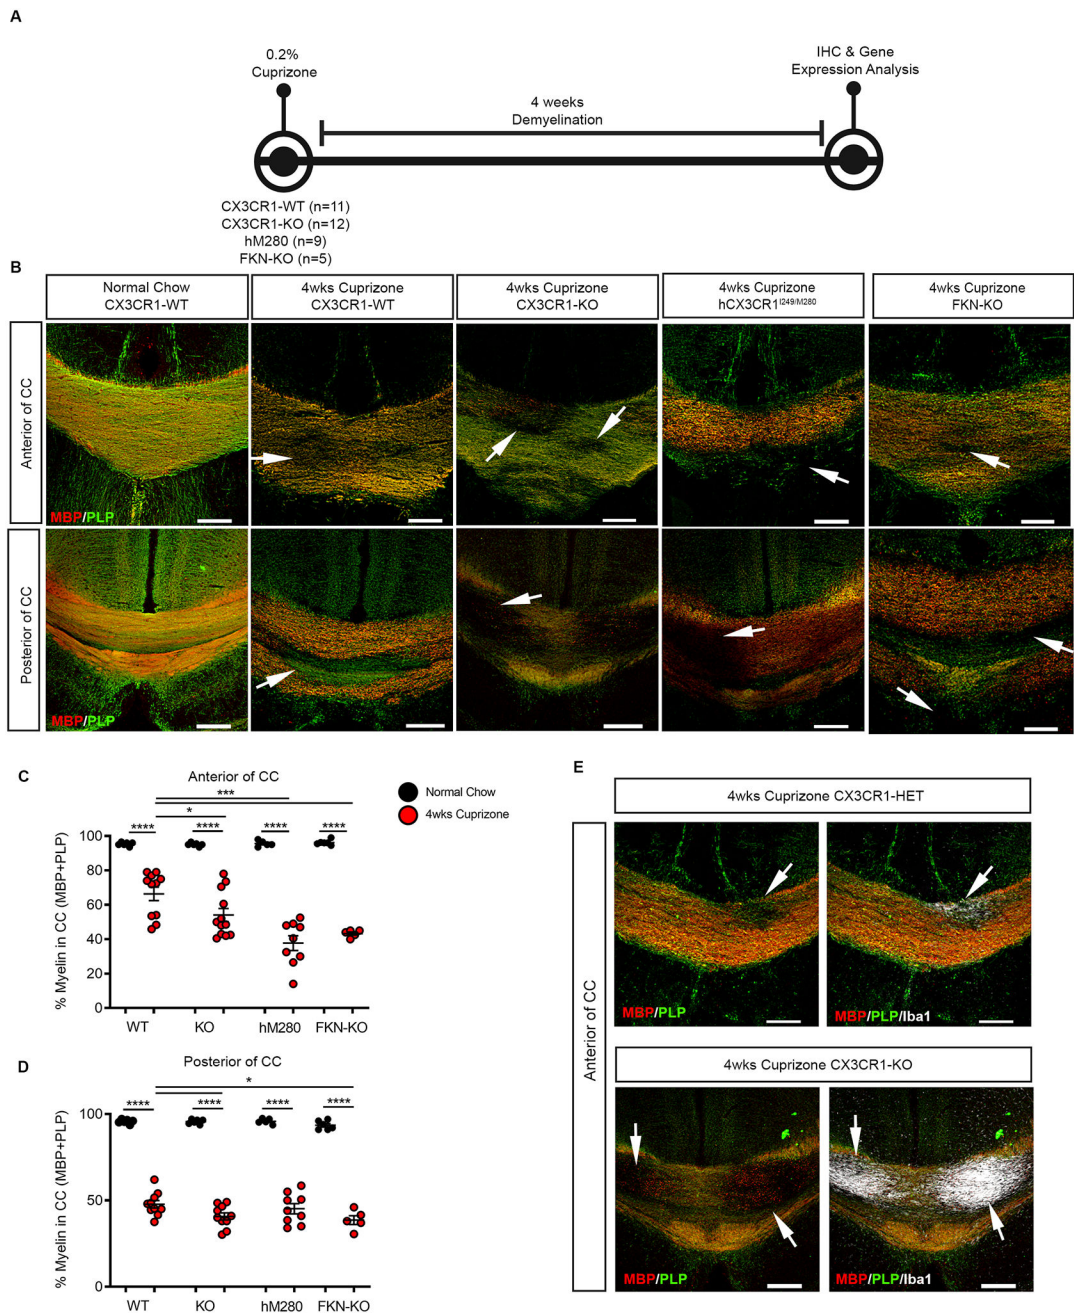 A
0.2%
Cuprizone
IHC & Gene
Expression Analysis
4 weeks
Demyelination
CX3CR1-WT (n=11)
CX3CR1-KO (n=12)
hM280 (n=9)
FKN-KO (n=5)
B
Normal Chow
CX3CR1-WT
4wks Cuprizone
CX3CR1-WT
4wks Cuprizone
CX3CR1-KO
4wks Cuprizone
hCX3CR1I249/M280
4wks Cuprizone
FKN-KO
Anterior of CC
MBP/PLP
Posterior of CC
MBP/PLP
C
Anterior of CC
Normal Chow
4wks Cuprizone
***
*
**** **** **** ****
% Myelin in CC (MBP+PLP)
100
80
60
40
20
0
WT KO hM280 FKN-KO
D
Posterior of CC
*
**** **** **** ****
% Myelin in CC (MBP+PLP)
100
50
0
WT KO hM280 FKN-KO
E
4wks Cuprizone CX3CR1-HET
Anterior of CC
MBP/PLP
MBP/PLP/Iba1
4wks Cuprizone CX3CR1-KO
MBP/PLP
MBP/PLP/Iba1